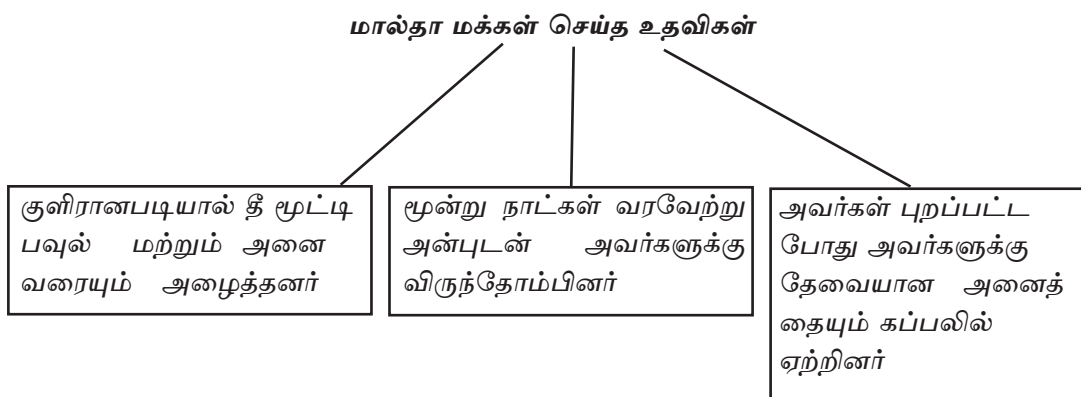 மால்தா மக்கள் செய்த உதவிகள்
குளிரானபடியால் தீ மூட்டி
பவுல் மற்றும் அனை
வரையும் அழைத்தனர்
மூன்று நாட்கள் வரவேற்று
அன்புடன் அவர்களுக்கு
விருந்தோம்பினர்
அவர்கள் புறப்பட்ட
போது அவர்களுக்கு
தேவையான அனைத்
தையும் கப்பலில்
ஏற்றினர்